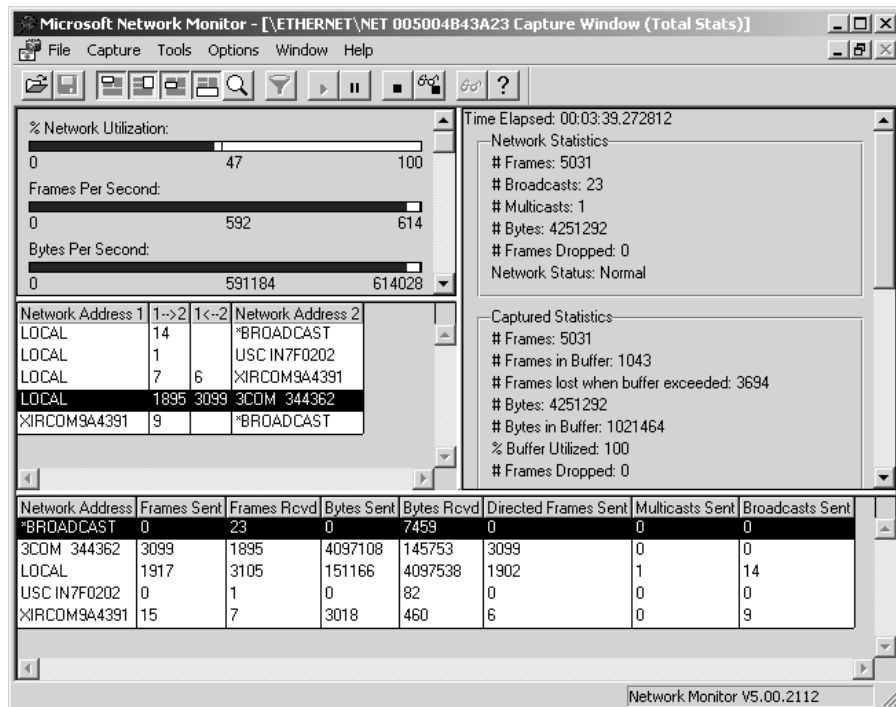 Microsoft Network Monitor - [\ETHERNET\NET 005004B43A23 Capture Window (Total Stats)]
File Capture Tools Options Window Help
% Network Utilization:
0 47 100
Frames Per Second:
0 592 614
Bytes Per Second:
0 591184 614028
Time Elapsed: 00:03:39.272812
Network Statistics
# Frames: 5031
# Broadcasts: 23
# Multicasts: 1
# Bytes: 4251292
# Frames Dropped: 0
Network Status: Normal
Captured Statistics
# Frames: 5031
# Frames in Buffer: 1043
# Frames lost when buffer exceeded: 3694
# Bytes: 4251292
# Bytes in Buffer: 1021464
% Buffer Utilized: 100
# Frames Dropped: 0
Network Address 1 1-->2 1<--2 Network Address 2
LOCAL 14 *BROADCAST
LOCAL 1 USC IN7F0202
LOCAL 7 6 XIRCOM9A4391
LOCAL 1895 3099 3COM 344362
XIRCOM9A4391 9 *BROADCAST
Network Address Frames Sent Frames Rcvd Bytes Sent Bytes Rcvd Directed Frames Sent Multicasts Sent Broadcasts Sent
*BROADCAST 0 23 0 7459 0 0 0
3COM 344362 3099 1895 4097108 145753 3099 0 0
LOCAL 1917 3105 151166 4097538 1902 1 14
USC IN7F0202 0 1 0 82 0 0 0
XIRCOM9A4391 15 7 3018 460 6 0 9
Network Monitor V5.00.2112